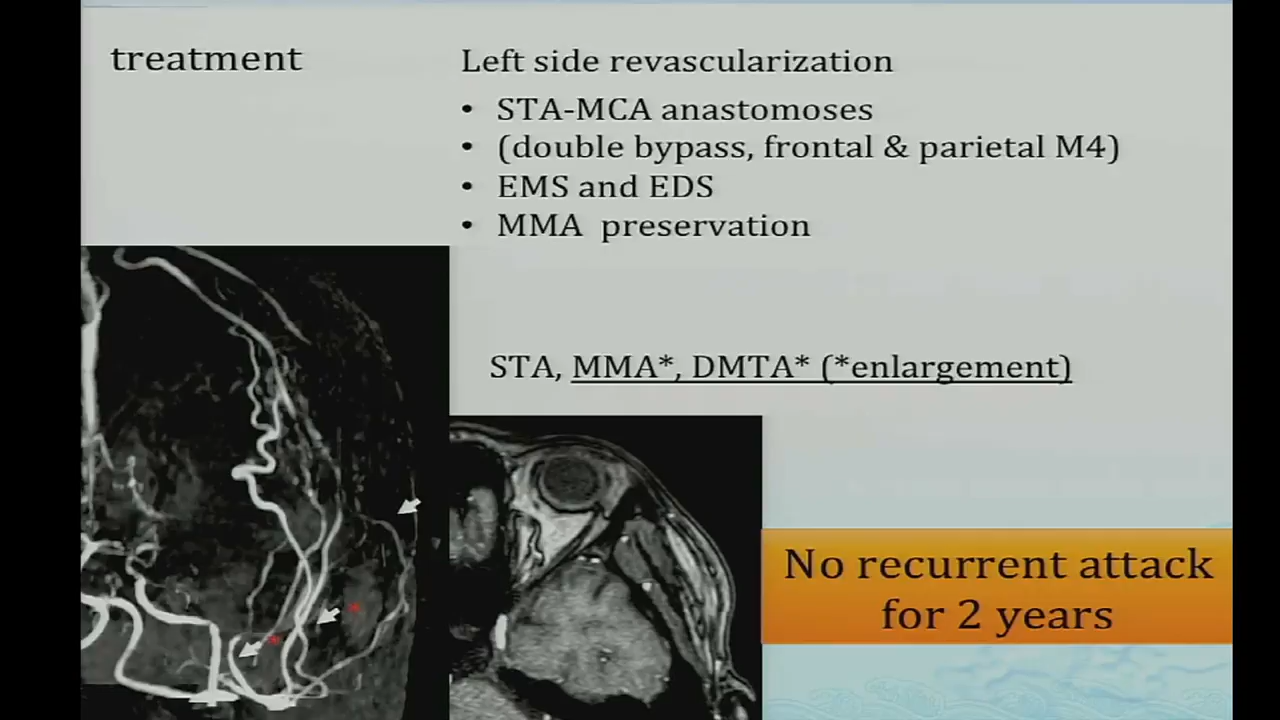 treatment
Left side revascularization
• STA-MCA anastomoses
• (double bypass, frontal & parietal M4)
• EMS and EDS
• MMA preservation
STA, MMA*, DMTA* (*enlargement)
*
*
No recurrent attack
for 2 years